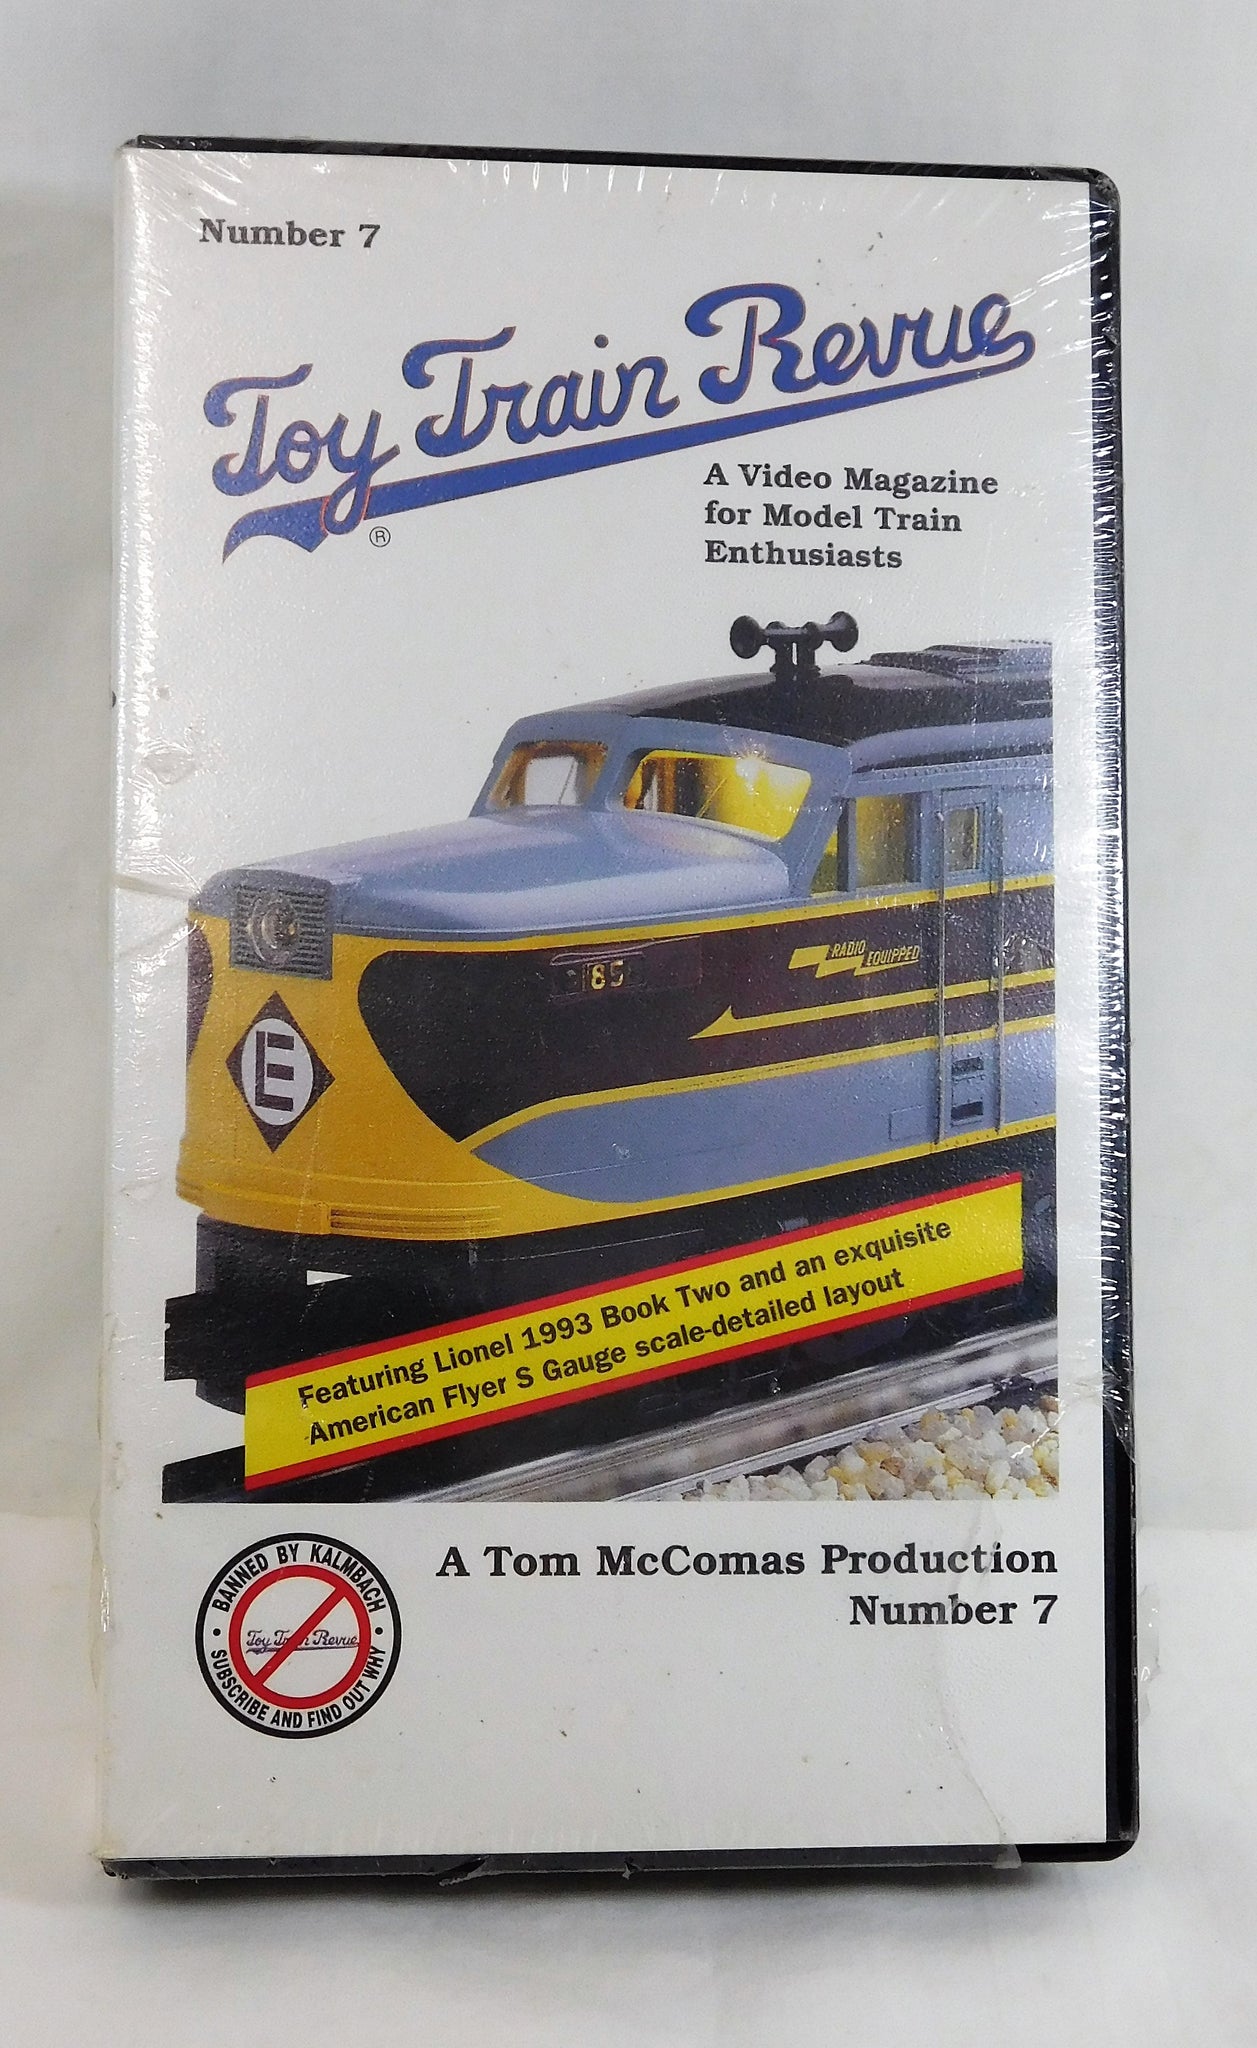 Number 7
Toy Train Revue
®
A Video Magazine
for Model Train
Enthusiasts
RADIO
EQUIPPED
185
E
Featuring Lionel 1993 Book Two and an exquisite
American Flyer S Gauge scale-detailed layout
BANNED BY KALMBACH
Toy Train Revue
• SUBSCRIBE AND FIND OUT WHY •
A Tom McComas Production
Number 7